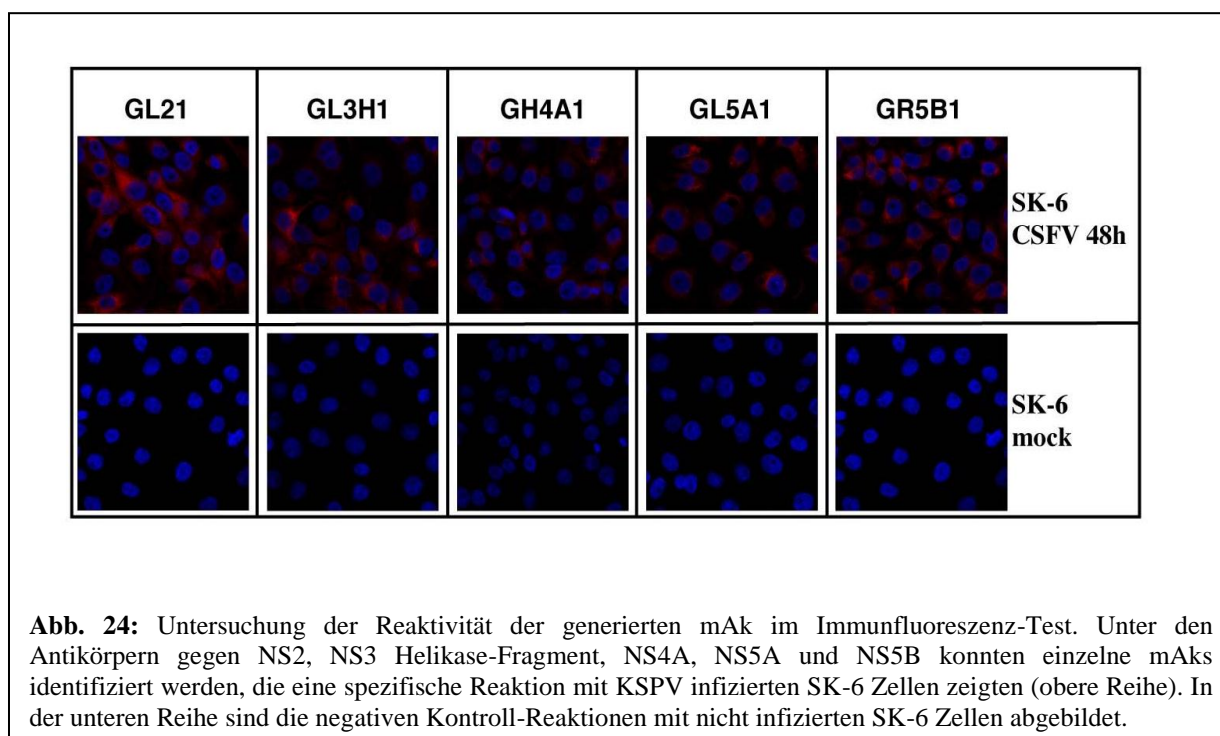 GL21 GL3H1 GH4A1 GL5A1 GR5B1
SK-6
CSFV 48h
SK-6
mock
Abb. 24: Untersuchung der Reaktivität der generierten mAk im Immunfluoreszenz-Test. Unter den
Antikörpern gegen NS2, NS3 Helikase-Fragment, NS4A, NS5A und NS5B konnten einzelne mAks
identifiziert werden, die eine spezifische Reaktion mit KSPV infizierten SK-6 Zellen zeigten (obere Reihe). In
der unteren Reihe sind die negativen Kontroll-Reaktionen mit nicht infizierten SK-6 Zellen abgebildet.